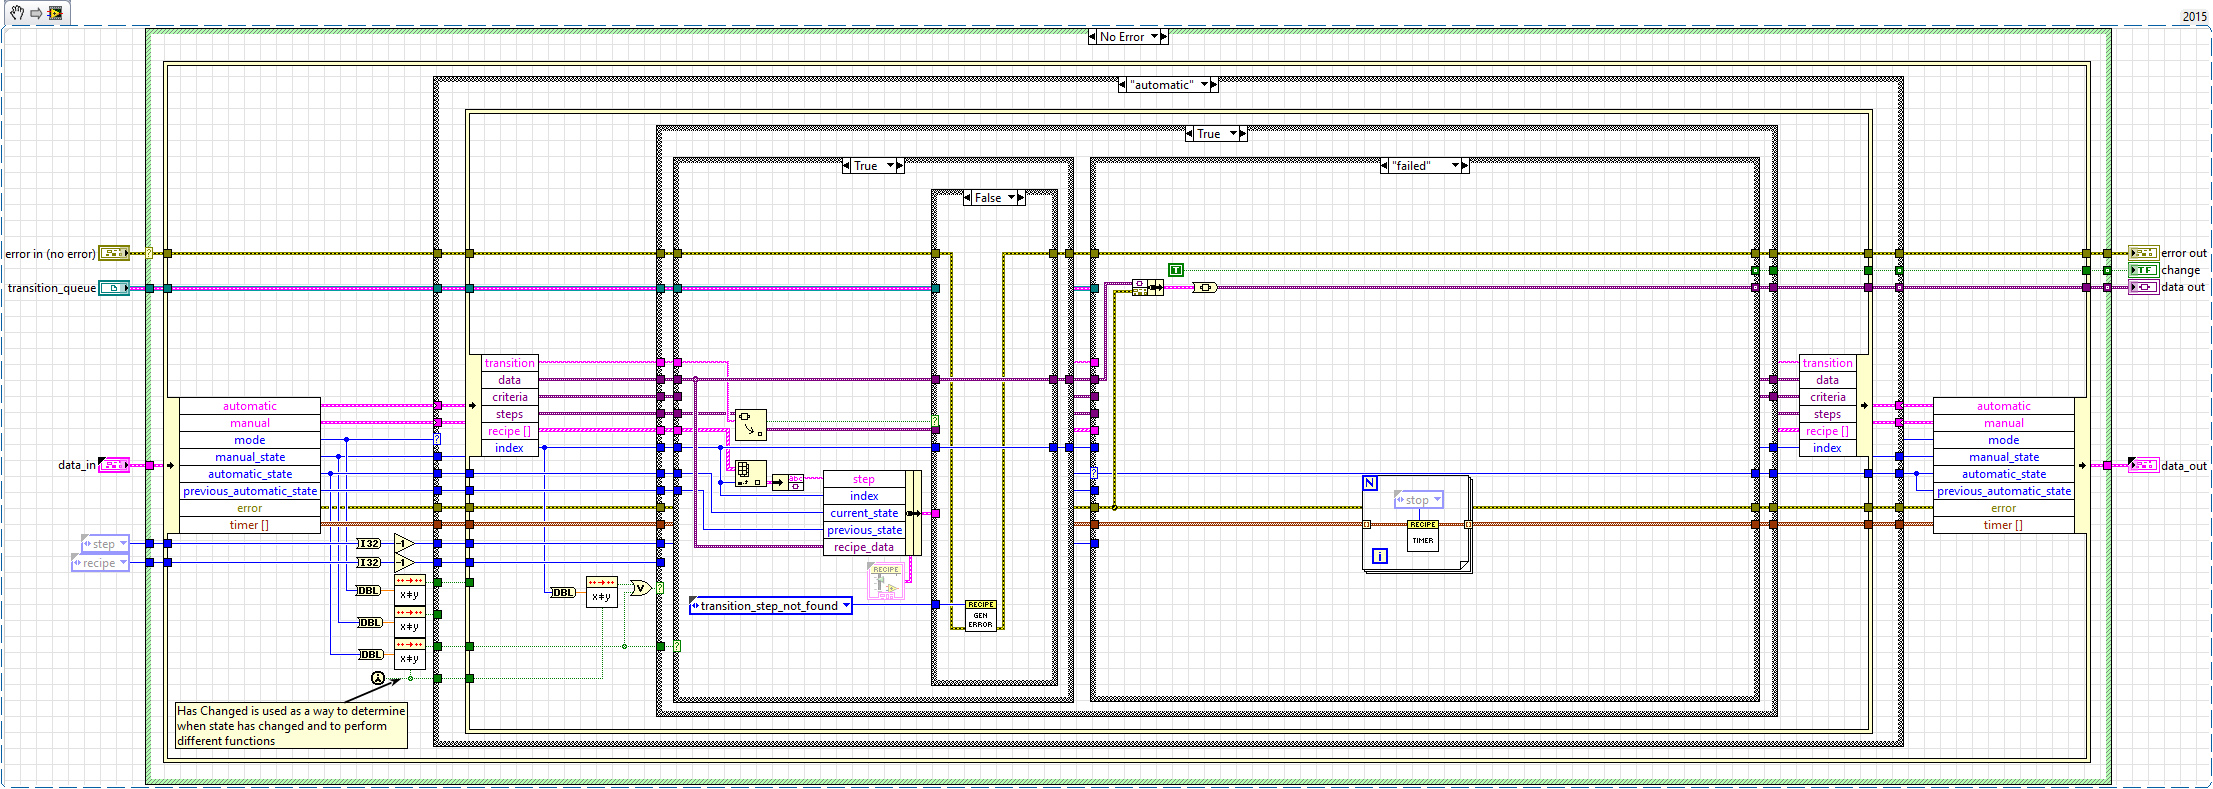 2015
No Error
"automatic"
True
True
"failed"
False
error in (no error)
error out
T
TF
change
transition_queue
data out
transition
data
criteria
steps
recipe []
index
transition
data
criteria
steps
recipe []
index
automatic
manual
mode
manual_state
automatic_state
previous_automatic_state
error
timer []
automatic
manual
mode
manual_state
automatic_state
previous_automatic_state
error
timer []
data_in
data_out
abc
step
index
current_state
previous_state
recipe_data
N
stop
RECIPE
TIMER
i
step
recipe
I32
-1
I32
-1
DBL
x≠y
DBL
x≠y
DBL
x≠y
DBL
x≠y
V
RECIPE
transition_step_not_found
RECIPE
GEN
ERROR
Has Changed is used as a way to determine
when state has changed and to perform
different functions